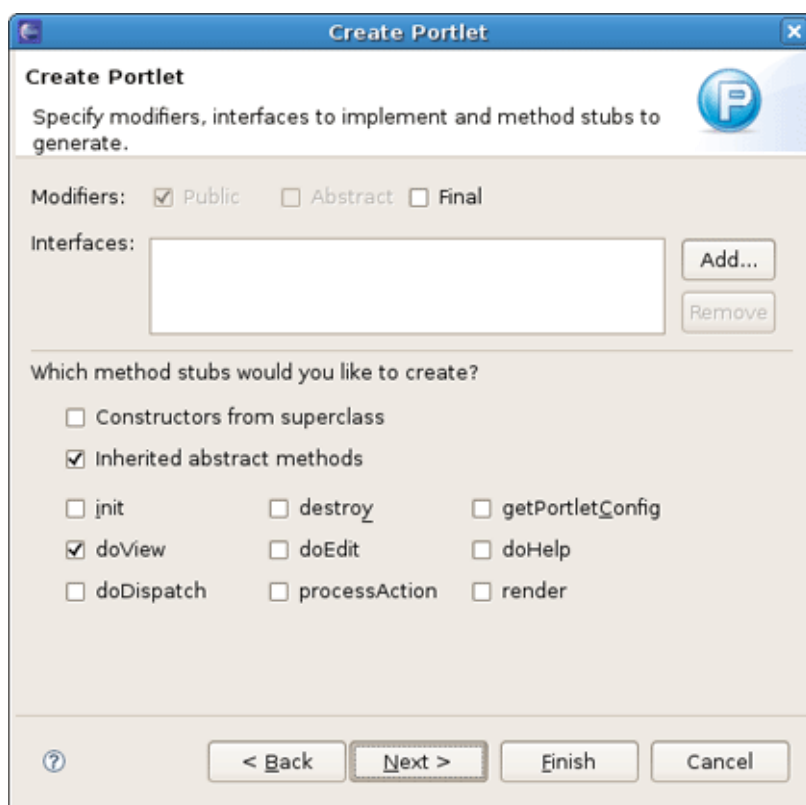 Create Portlet
Create Portlet
Specify modifiers, interfaces to implement and method stubs to
generate.
Modifiers: Public Abstract Final
Interfaces:
Add...
Remove
Which method stubs would you like to create?
Constructors from superclass
Inherited abstract methods
init destroy getPortletConfig
doView doEdit doHelp
doDispatch processAction render
< Back Next > Finish Cancel